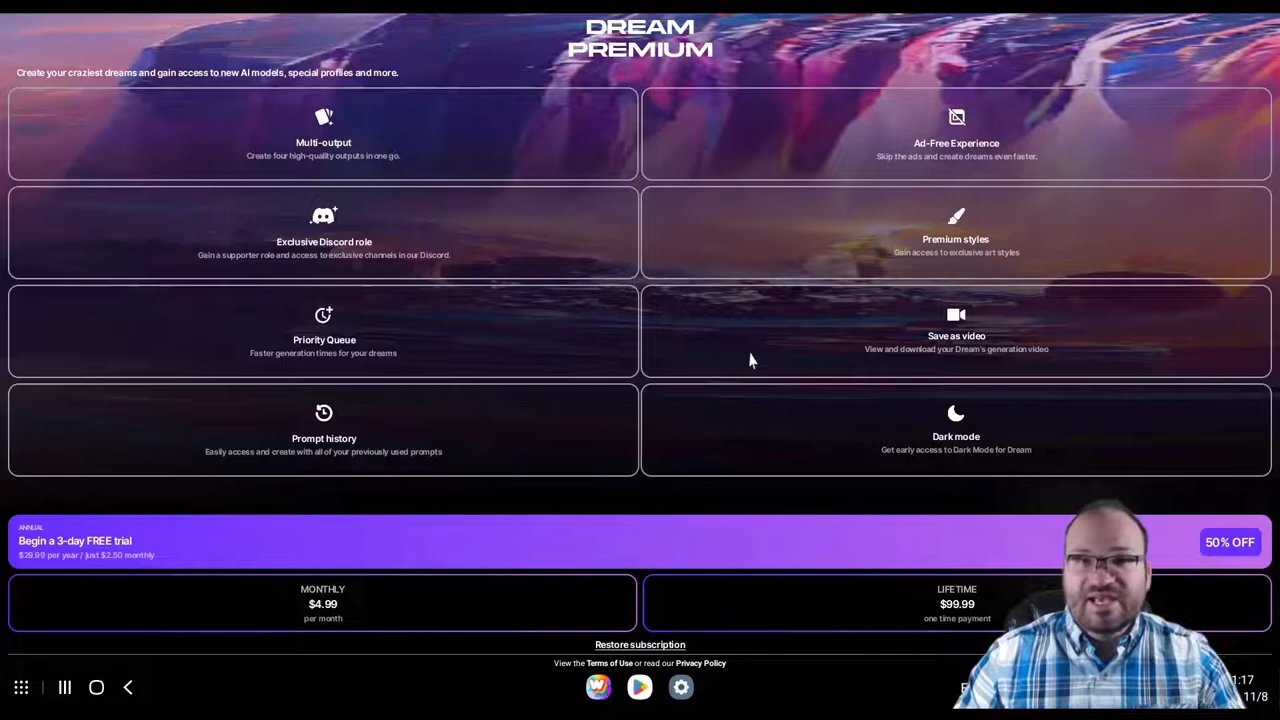 DREAM
PREMIUM
Create your craziest dreams and gain access to new AI models, special profiles and more.
Multi-output
Create four high-quality outputs in one go.
Ad-Free Experience
Skip the ads and create dreams even faster.
Exclusive Discord role
Gain a supporter role and access to exclusive channels in our Discord.
Premium styles
Gain access to exclusive art styles
Priority Queue
Faster generation times for your dreams
Save as video
View and download your Dream's generation video
Prompt history
Easily access and create with all of your previously used prompts
Dark mode
Get early access to Dark Mode for Dream
ANNUAL
Begin a 3-day FREE trial
$29.99 per year / just $2.50 monthly
50% OFF
MONTHLY
$4.99
per month
LIFETIME
$99.99
one time payment
Restore subscription
View the Terms of Use or read our Privacy Policy
:17
11/8